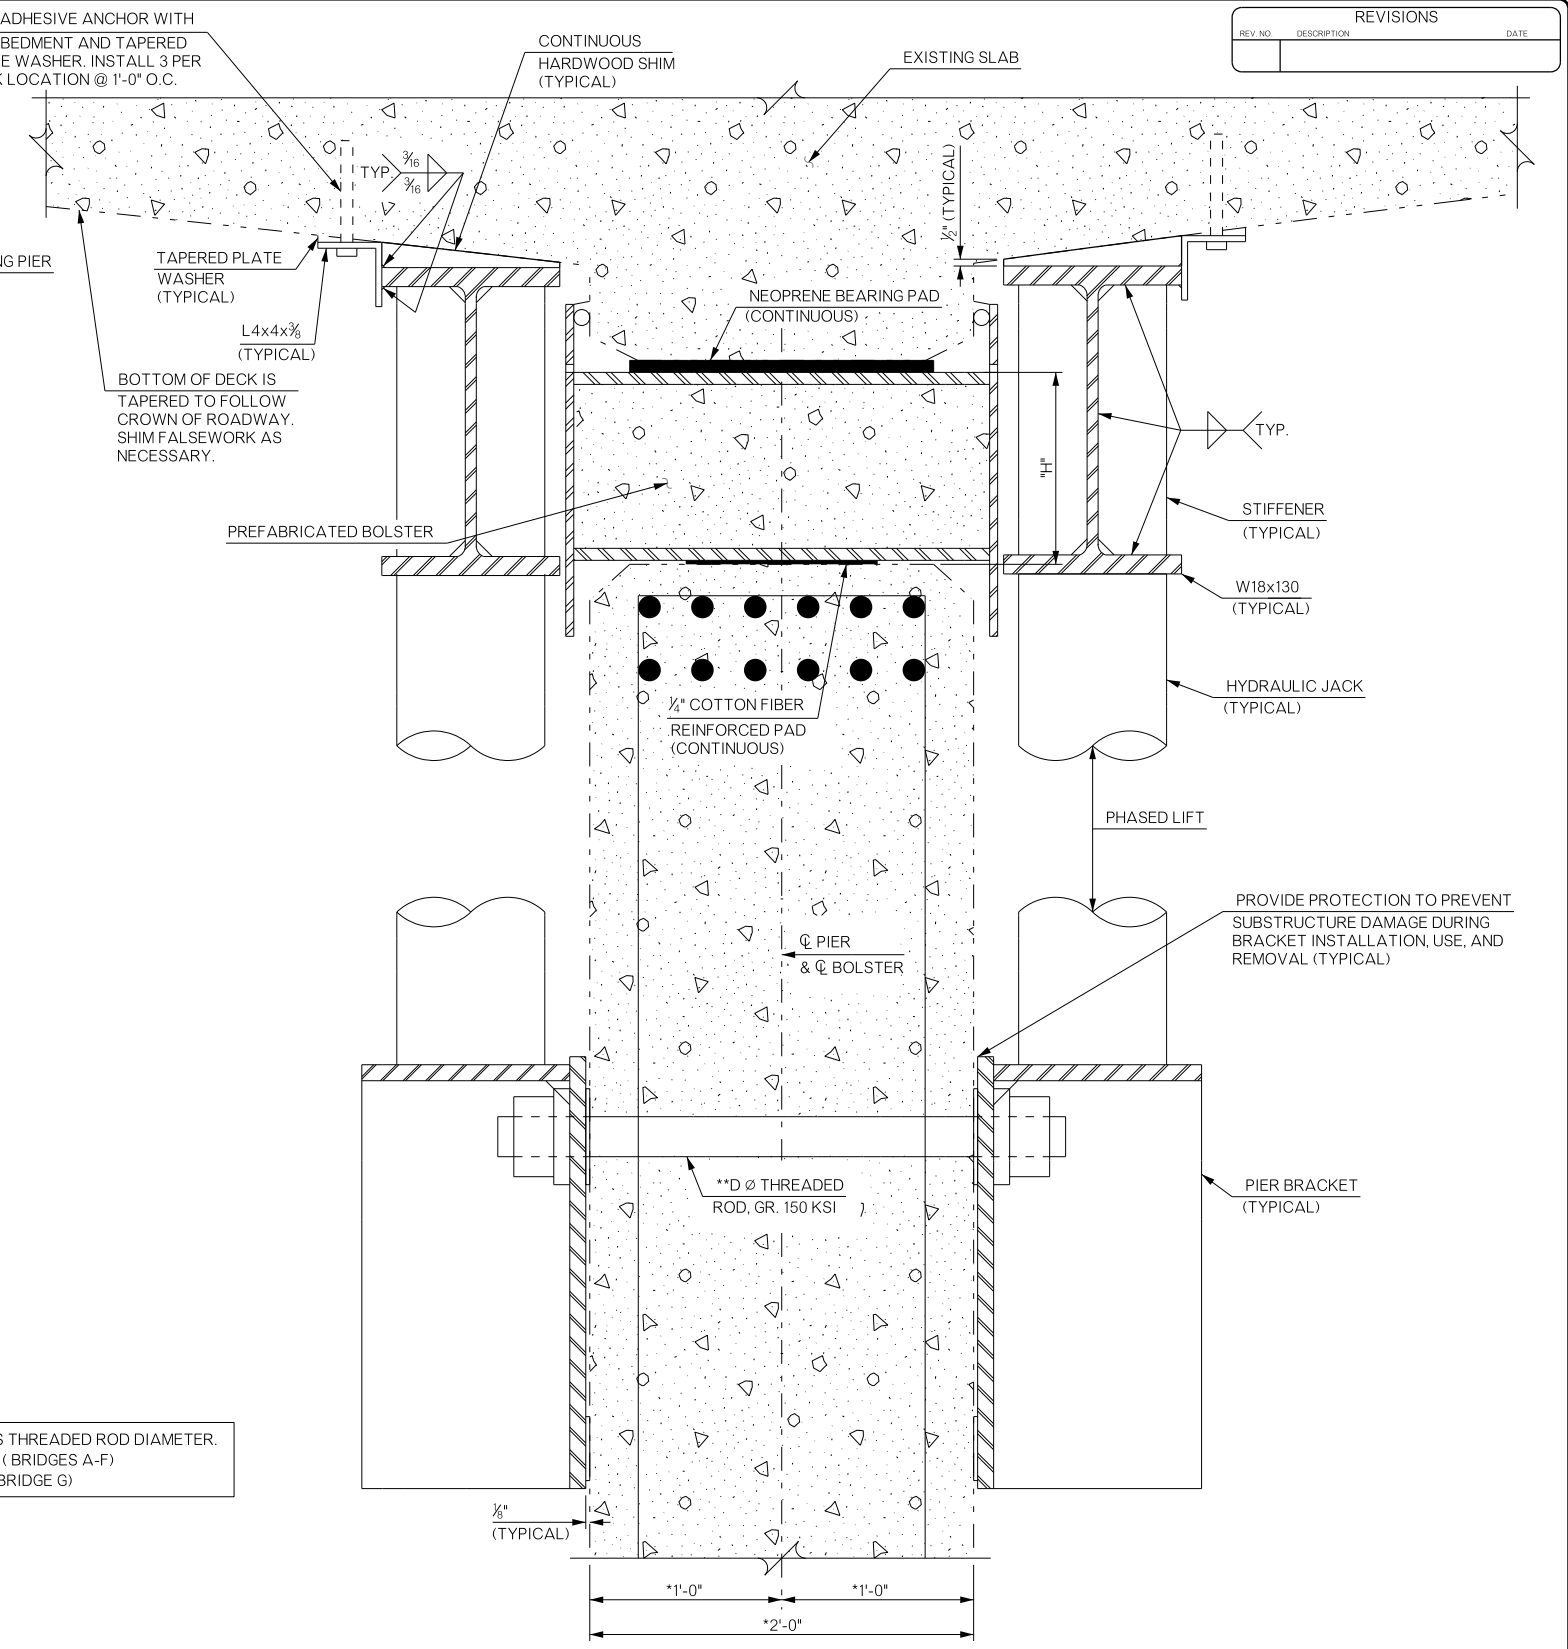 ADHESIVE ANCHOR WITH
BEDMENT AND TAPERED
E WASHER. INSTALL 3 PER
K LOCATION @ 1'-0" O.C.
CONTINUOUS
HARDWOOD SHIM
(TYPICAL)
EXISTING SLAB
REVISIONS
REV. NO. DESCRIPTION DATE
TYP. 3/16
3/16
1/2" (TYPICAL)
NG PIER
TAPERED PLATE
WASHER
(TYPICAL)
L4x4x3/8
(TYPICAL)
NEOPRENE BEARING PAD
(CONTINUOUS)
BOTTOM OF DECK IS
TAPERED TO FOLLOW
CROWN OF ROADWAY.
SHIM FALSEWORK AS
NECESSARY.
TYP.
"H"
PREFABRICATED BOLSTER
STIFFENER
(TYPICAL)
W18x130
(TYPICAL)
HYDRAULIC JACK
(TYPICAL)
1/4" COTTON FIBER
REINFORCED PAD
(CONTINUOUS)
PHASED LIFT
PROVIDE PROTECTION TO PREVENT
SUBSTRUCTURE DAMAGE DURING
BRACKET INSTALLATION, USE, AND
REMOVAL (TYPICAL)
℄ PIER
& ℄ BOLSTER
**D Ø THREADED
ROD, GR. 150 KSI
PIER BRACKET
(TYPICAL)
S THREADED ROD DIAMETER.
( BRIDGES A-F)
BRIDGE G)
1/8"
(TYPICAL)
*1'-0" *1'-0"
*2'-0"